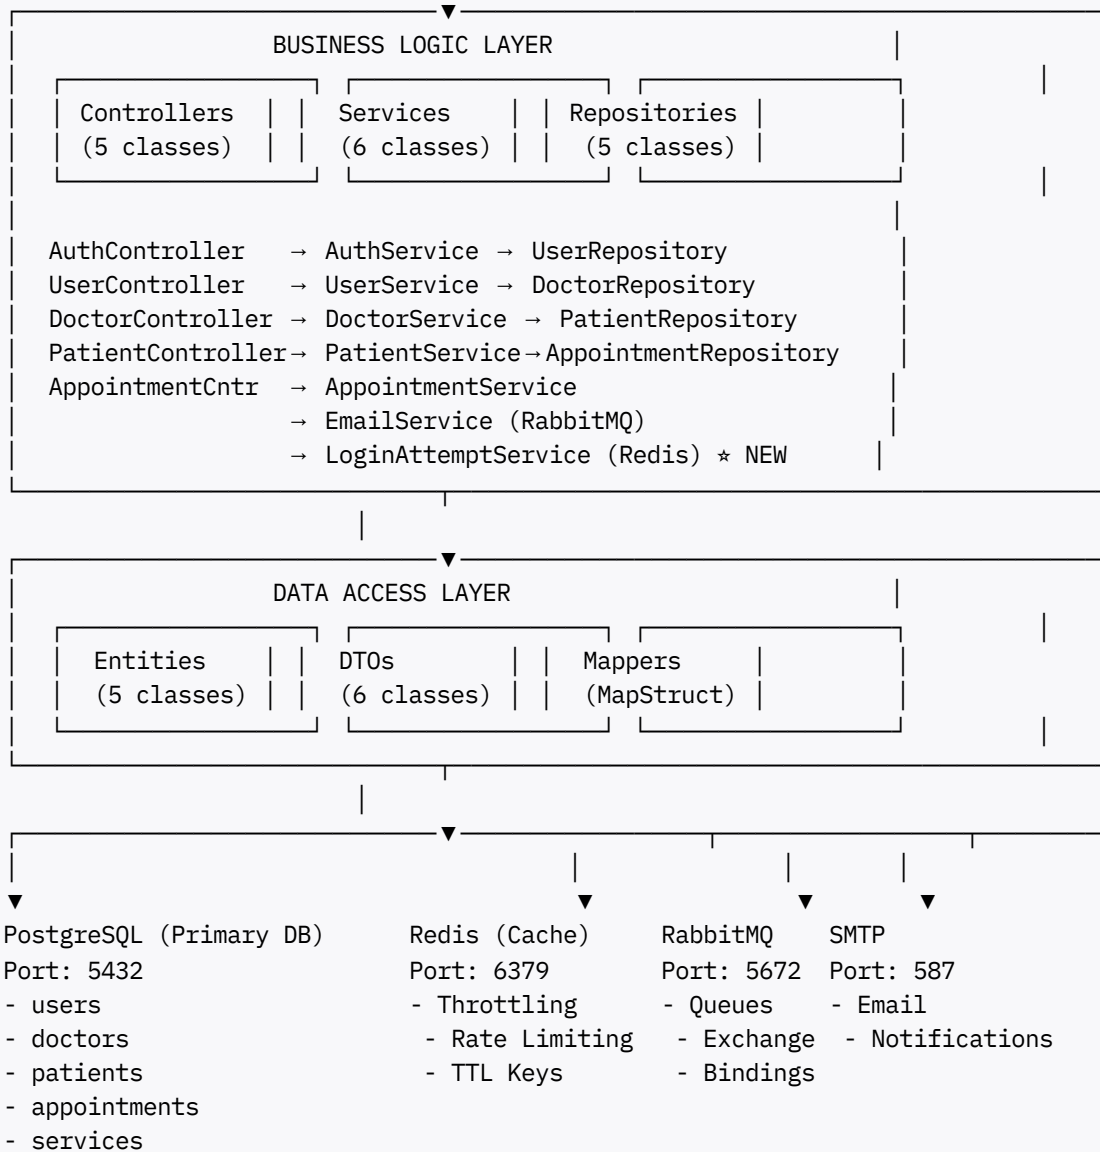 BUSINESS LOGIC LAYER
Controllers Services Repositories
(5 classes) (6 classes) (5 classes)
AuthController → AuthService → UserRepository
UserController → UserService → DoctorRepository
DoctorController → DoctorService → PatientRepository
PatientController→ PatientService→AppointmentRepository
AppointmentCntr → AppointmentService
→ EmailService (RabbitMQ)
→ LoginAttemptService (Redis) ⭐ NEW
DATA ACCESS LAYER
Entities DTOs Mappers
(5 classes) (6 classes) (MapStruct)
PostgreSQL (Primary DB) Redis (Cache) RabbitMQ SMTP
Port: 5432 Port: 6379 Port: 5672 Port: 587
- users - Throttling - Queues - Email
- doctors - Rate Limiting - Exchange - Notifications
- patients - TTL Keys - Bindings
- appointments
- services